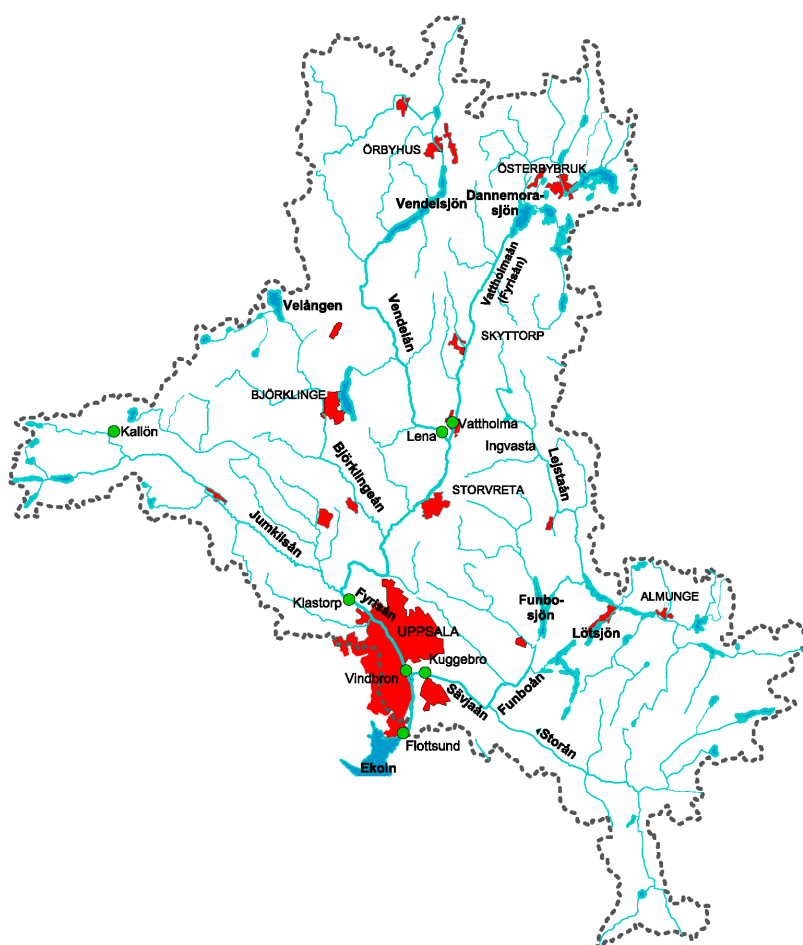 ÖRBYHUS
ÖSTERBYBRUK
Vendelsjön
Dannemora-
sjön
Vattholmaån
(Fyrisån)
Velången
Vendelån
SKYTTORP
BJÖRKLINGE
Kallön
Vattholma
Lena
Ingvasta
Björklingeån
Lejstaån
STORVRETA
Jumkilsån
Klastorp
Fyrisån
Funbo-
sjön
ALMUNGE
Lötsjön
UPPSALA
Kuggebro
Vindbron
Sävjaån
Funboån
Storån
Flottsund
Ekoln